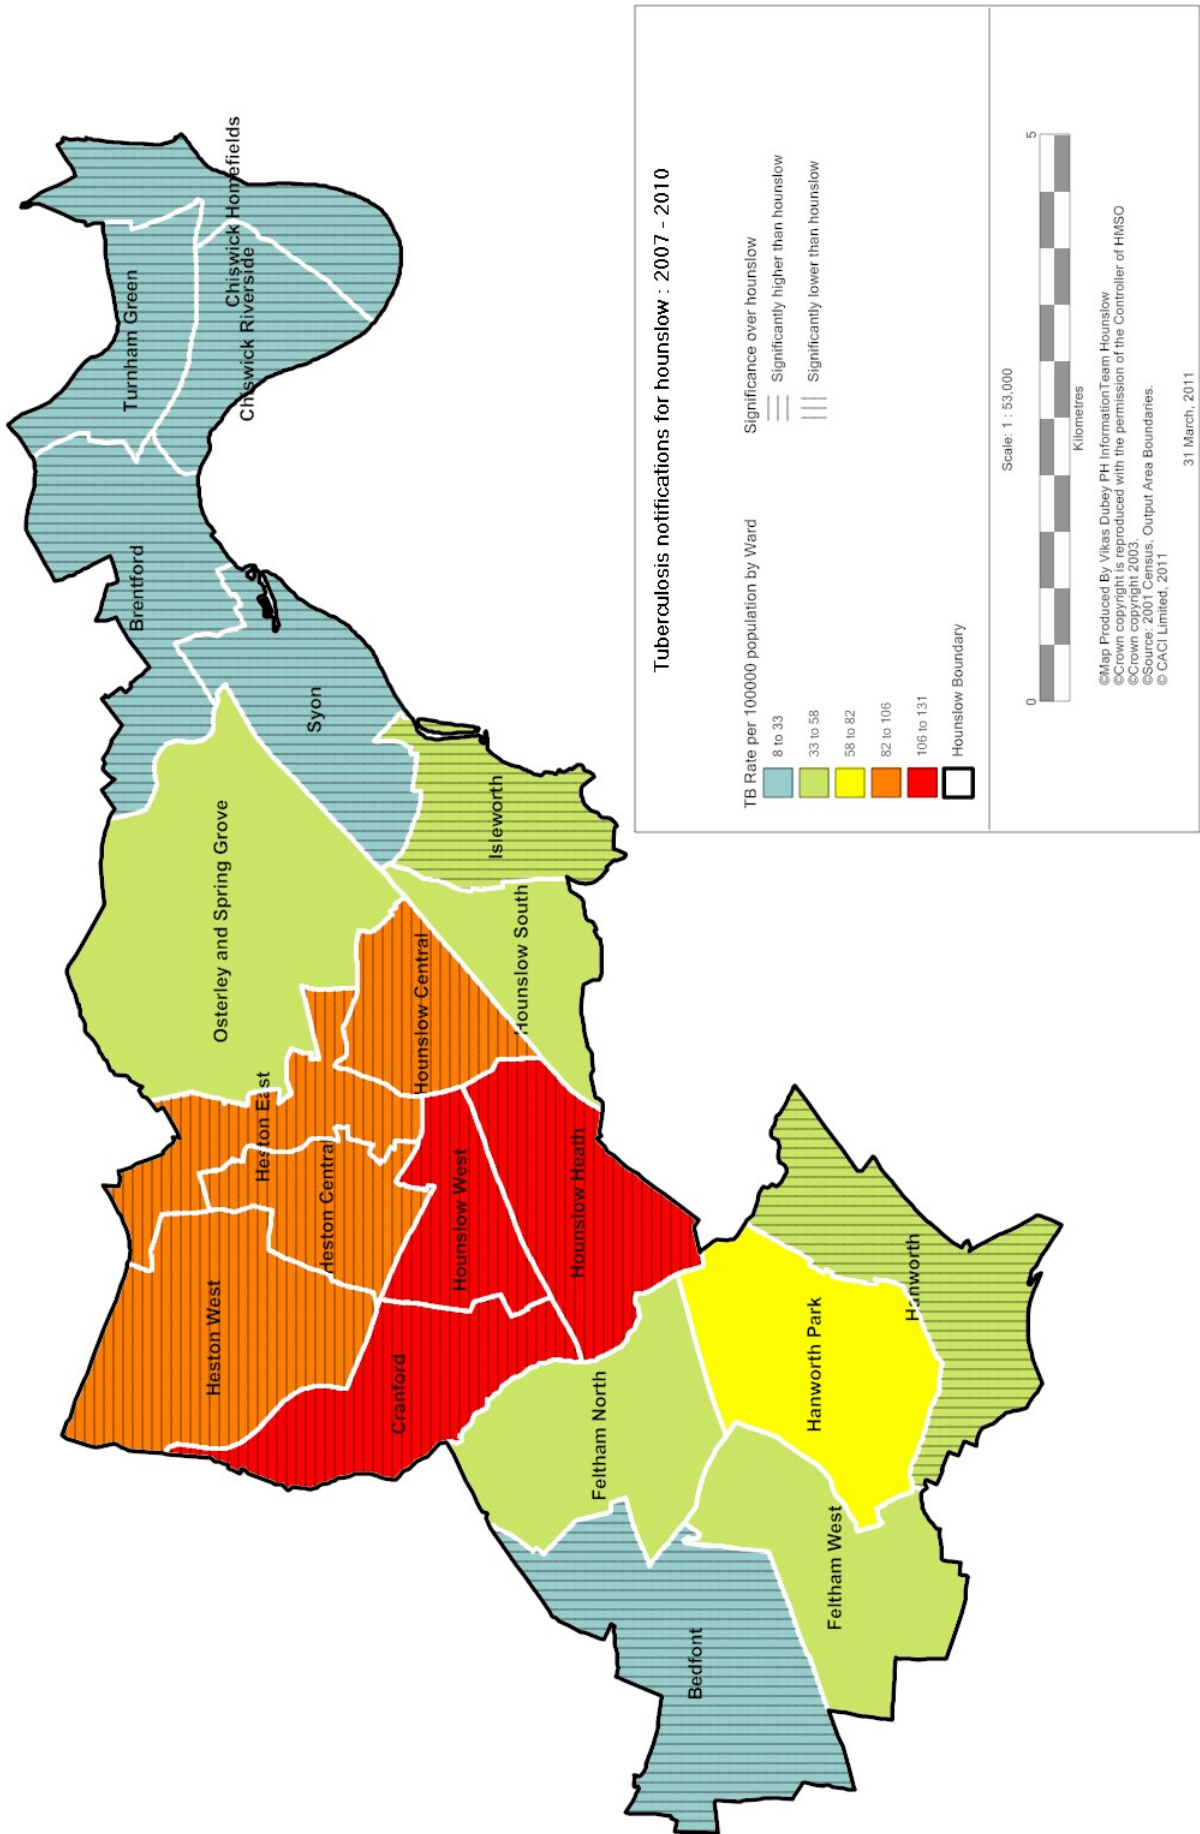 Turnham Green
Chiswick Homefields
Chiswick Riverside
Brentford
Syon
Osterley and Spring Grove
Isleworth
Hounslow South
Hounslow Central
Heston East
Heston Central
Heston West
Hounslow West
Hounslow Heath
Cranford
Feltham North
Hanworth Park
Hanworth
Feltham West
Bedfont
Tuberculosis notifications for hounslow : 2007 - 2010
TB Rate per 100000 population by Ward
8 to 33
33 to 58
58 to 82
82 to 106
106 to 131
Hounslow Boundary
Significance over hounslow
Significantly higher than hounslow
Significantly lower than hounslow
Scale: 1 : 53,000
0
5
Kilometres
©Map Produced By Vikas Dubey PH InformationTeam Hounslow
©Crown copyright is reproduced with the permission of the Controller of HMSO
©Crown copyright 2003.
©Source: 2001 Census, Output Area Boundaries.
© CACI Limited, 2011
31 March, 2011